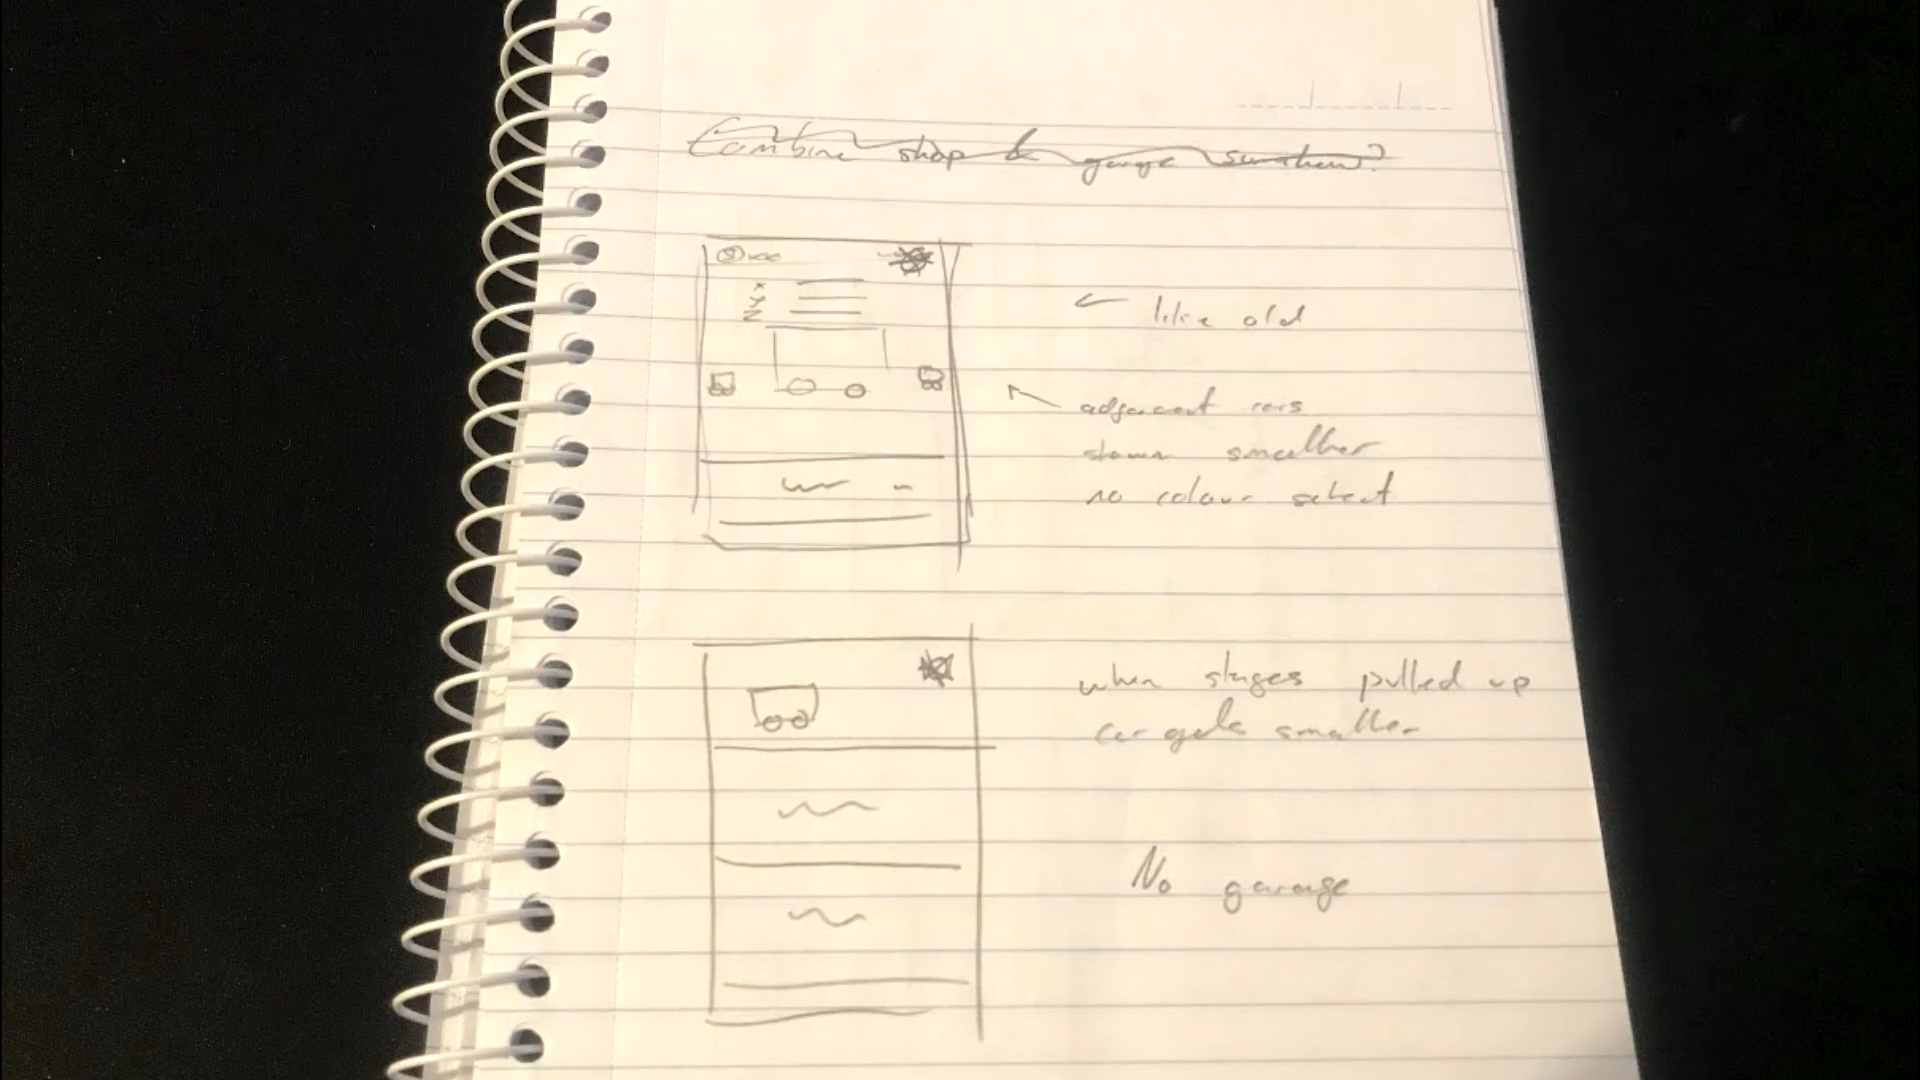 Combine shop & garage somehow?
X
Y
Z
← like old
adjacent cars
shown smaller
no colour select
when stages pulled up
car gets smaller
No garage